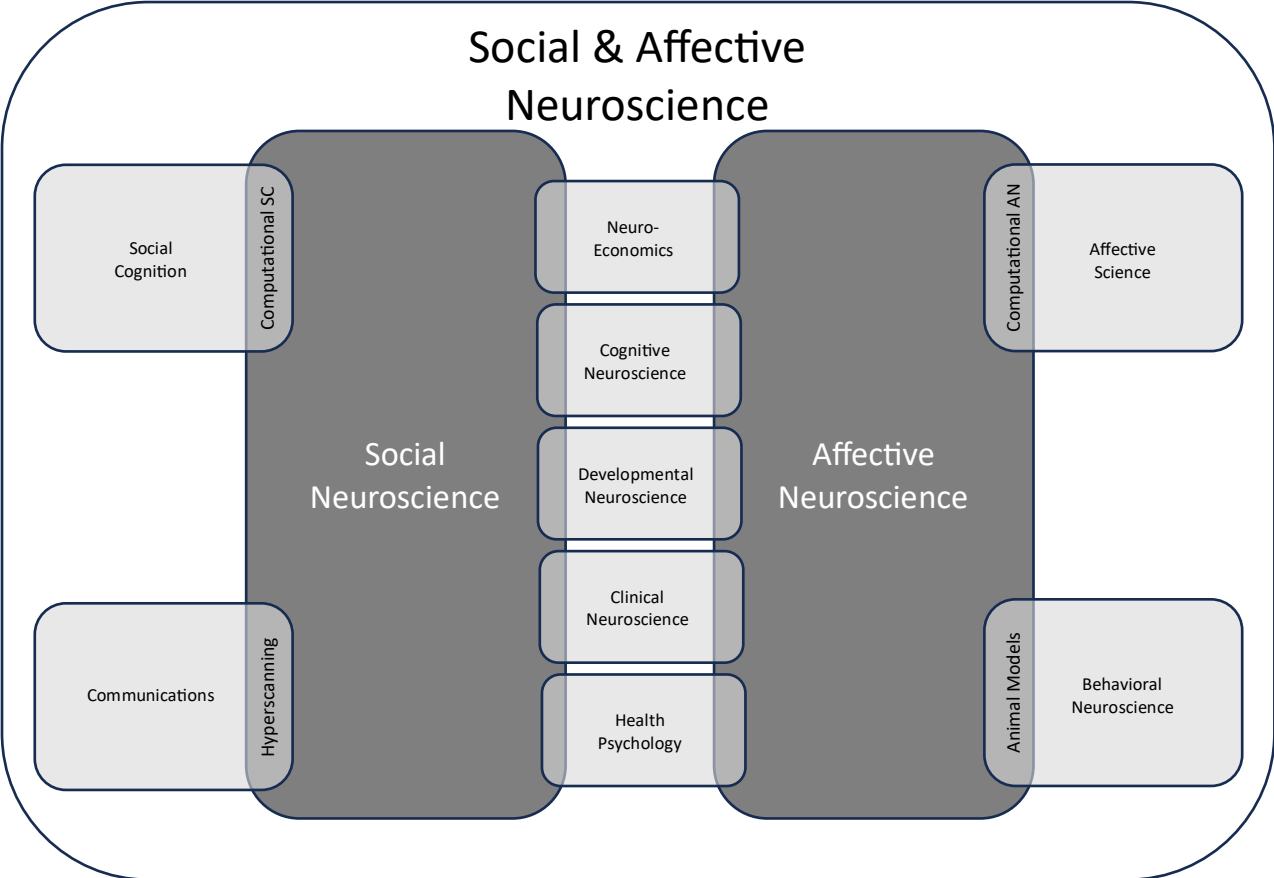 Social & Affective
Neuroscience
Social
Cognition
Computational SC
Neuro-
Economics
Computational AN
Affective
Science
Cognitive
Neuroscience
Social
Neuroscience
Developmental
Neuroscience
Affective
Neuroscience
Clinical
Neuroscience
Communications
Hyperscanning
Health
Psychology
Animal Models
Behavioral
Neuroscience